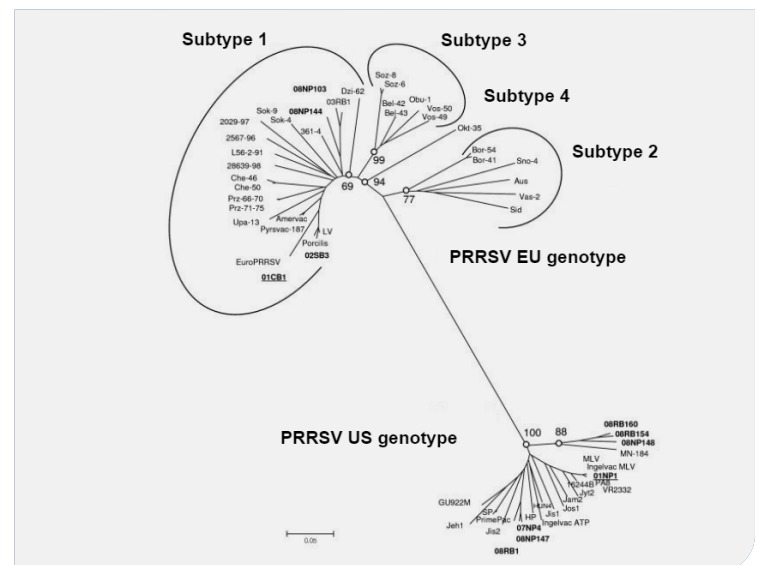 Subtype 1
Subtype 3
Soz-8
Soz-6
08NP103
Dzi-62
Subtype 4
03RB1
Bel-42
Obu-1
Sok-9
08NP144
Bel-43
Vos-50
2029-97
Sok-4
Vos-49
361-4
Okt-35
2567-96
Subtype 2
Bor-54
L56-2-91
99
Bor-41
Sno-4
28639-98
Che-46
69
94
Aus
Che-50
77
Vas-2
Prz-66-70
Prz-71-75
Sid
Upa-13
Amervac
Pyrsvac-187
LV
Porcilis
EuroPRRSV
02SB3
PRRSV EU genotype
01CB1
08RB160
PRRSV US genotype
100
88
08RB154
08NP148
MN-184
MLV
Ingelvac MLV
01NP1
16244B
PA8
VR2332
Jyt2
GU922M
Jam2
HUN4
Jos1
SP
Jis1
PrimePac
HP
Jeh1
Ingelvac ATP
07NP4
Jis2
08NP147
08RB1
0.05